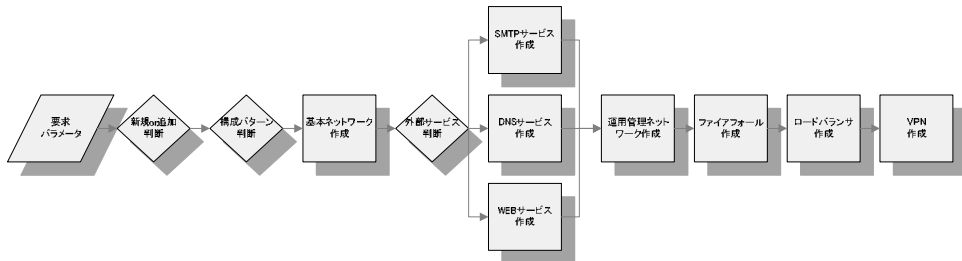 要求
パラメータ
新規or追加
判断
構成パターン
判断
基本ネットワーク
作成
外部サービス
判断
SMTPサービス
作成
DNSサービス
作成
WEBサービス
作成
運用管理ネット
ワーク作成
ファイアフォール
作成
ロードバランサ
作成
VPN
作成